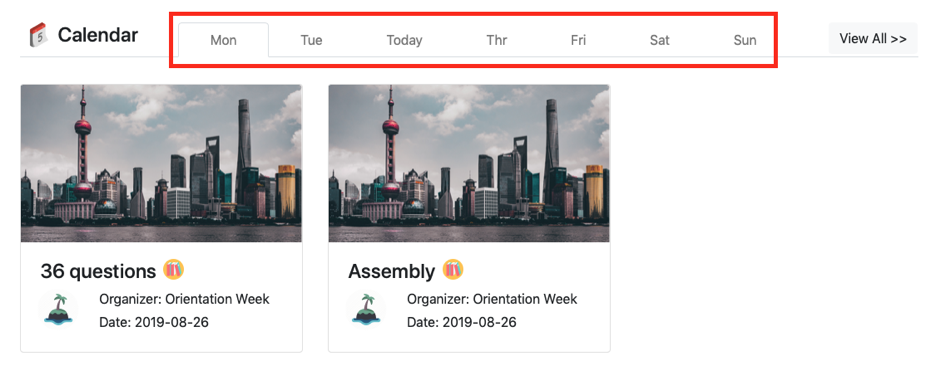 Calendar Mon Tue Today Thr Fri Sat Sun View All >>
36 questions
Organizer: Orientation Week
Date: 2019-08-26
Assembly
Organizer: Orientation Week
Date: 2019-08-26